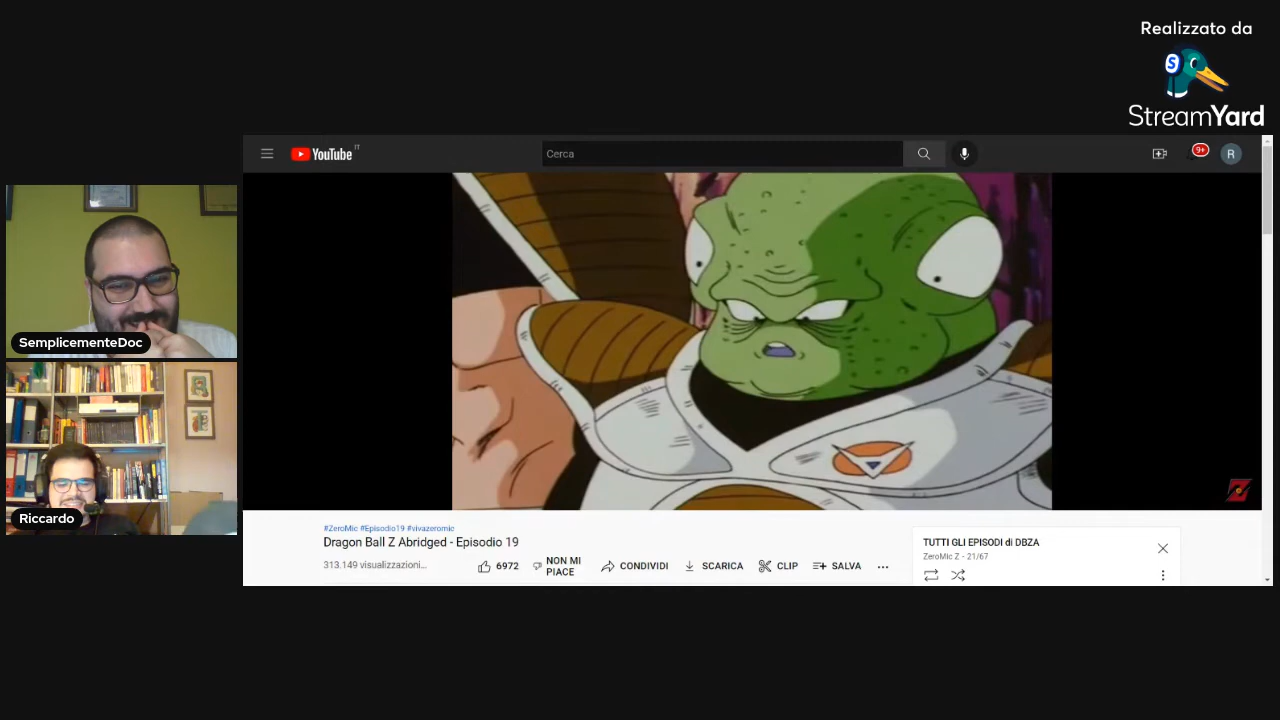 Realizzato da
StreamYard
YouTube IT
Cerca
9+
R
SemplicementeDoc
Riccardo
#ZeroMic #Episodio19 #vivazeromic
Dragon Ball Z Abridged - Episodio 19
313.149 visualizzazioni...
6972
NON MI PIACE
CONDIVIDI
SCARICA
CLIP
SALVA
TUTTI GLI EPISODI di DBZA
ZeroMic Z - 21/67